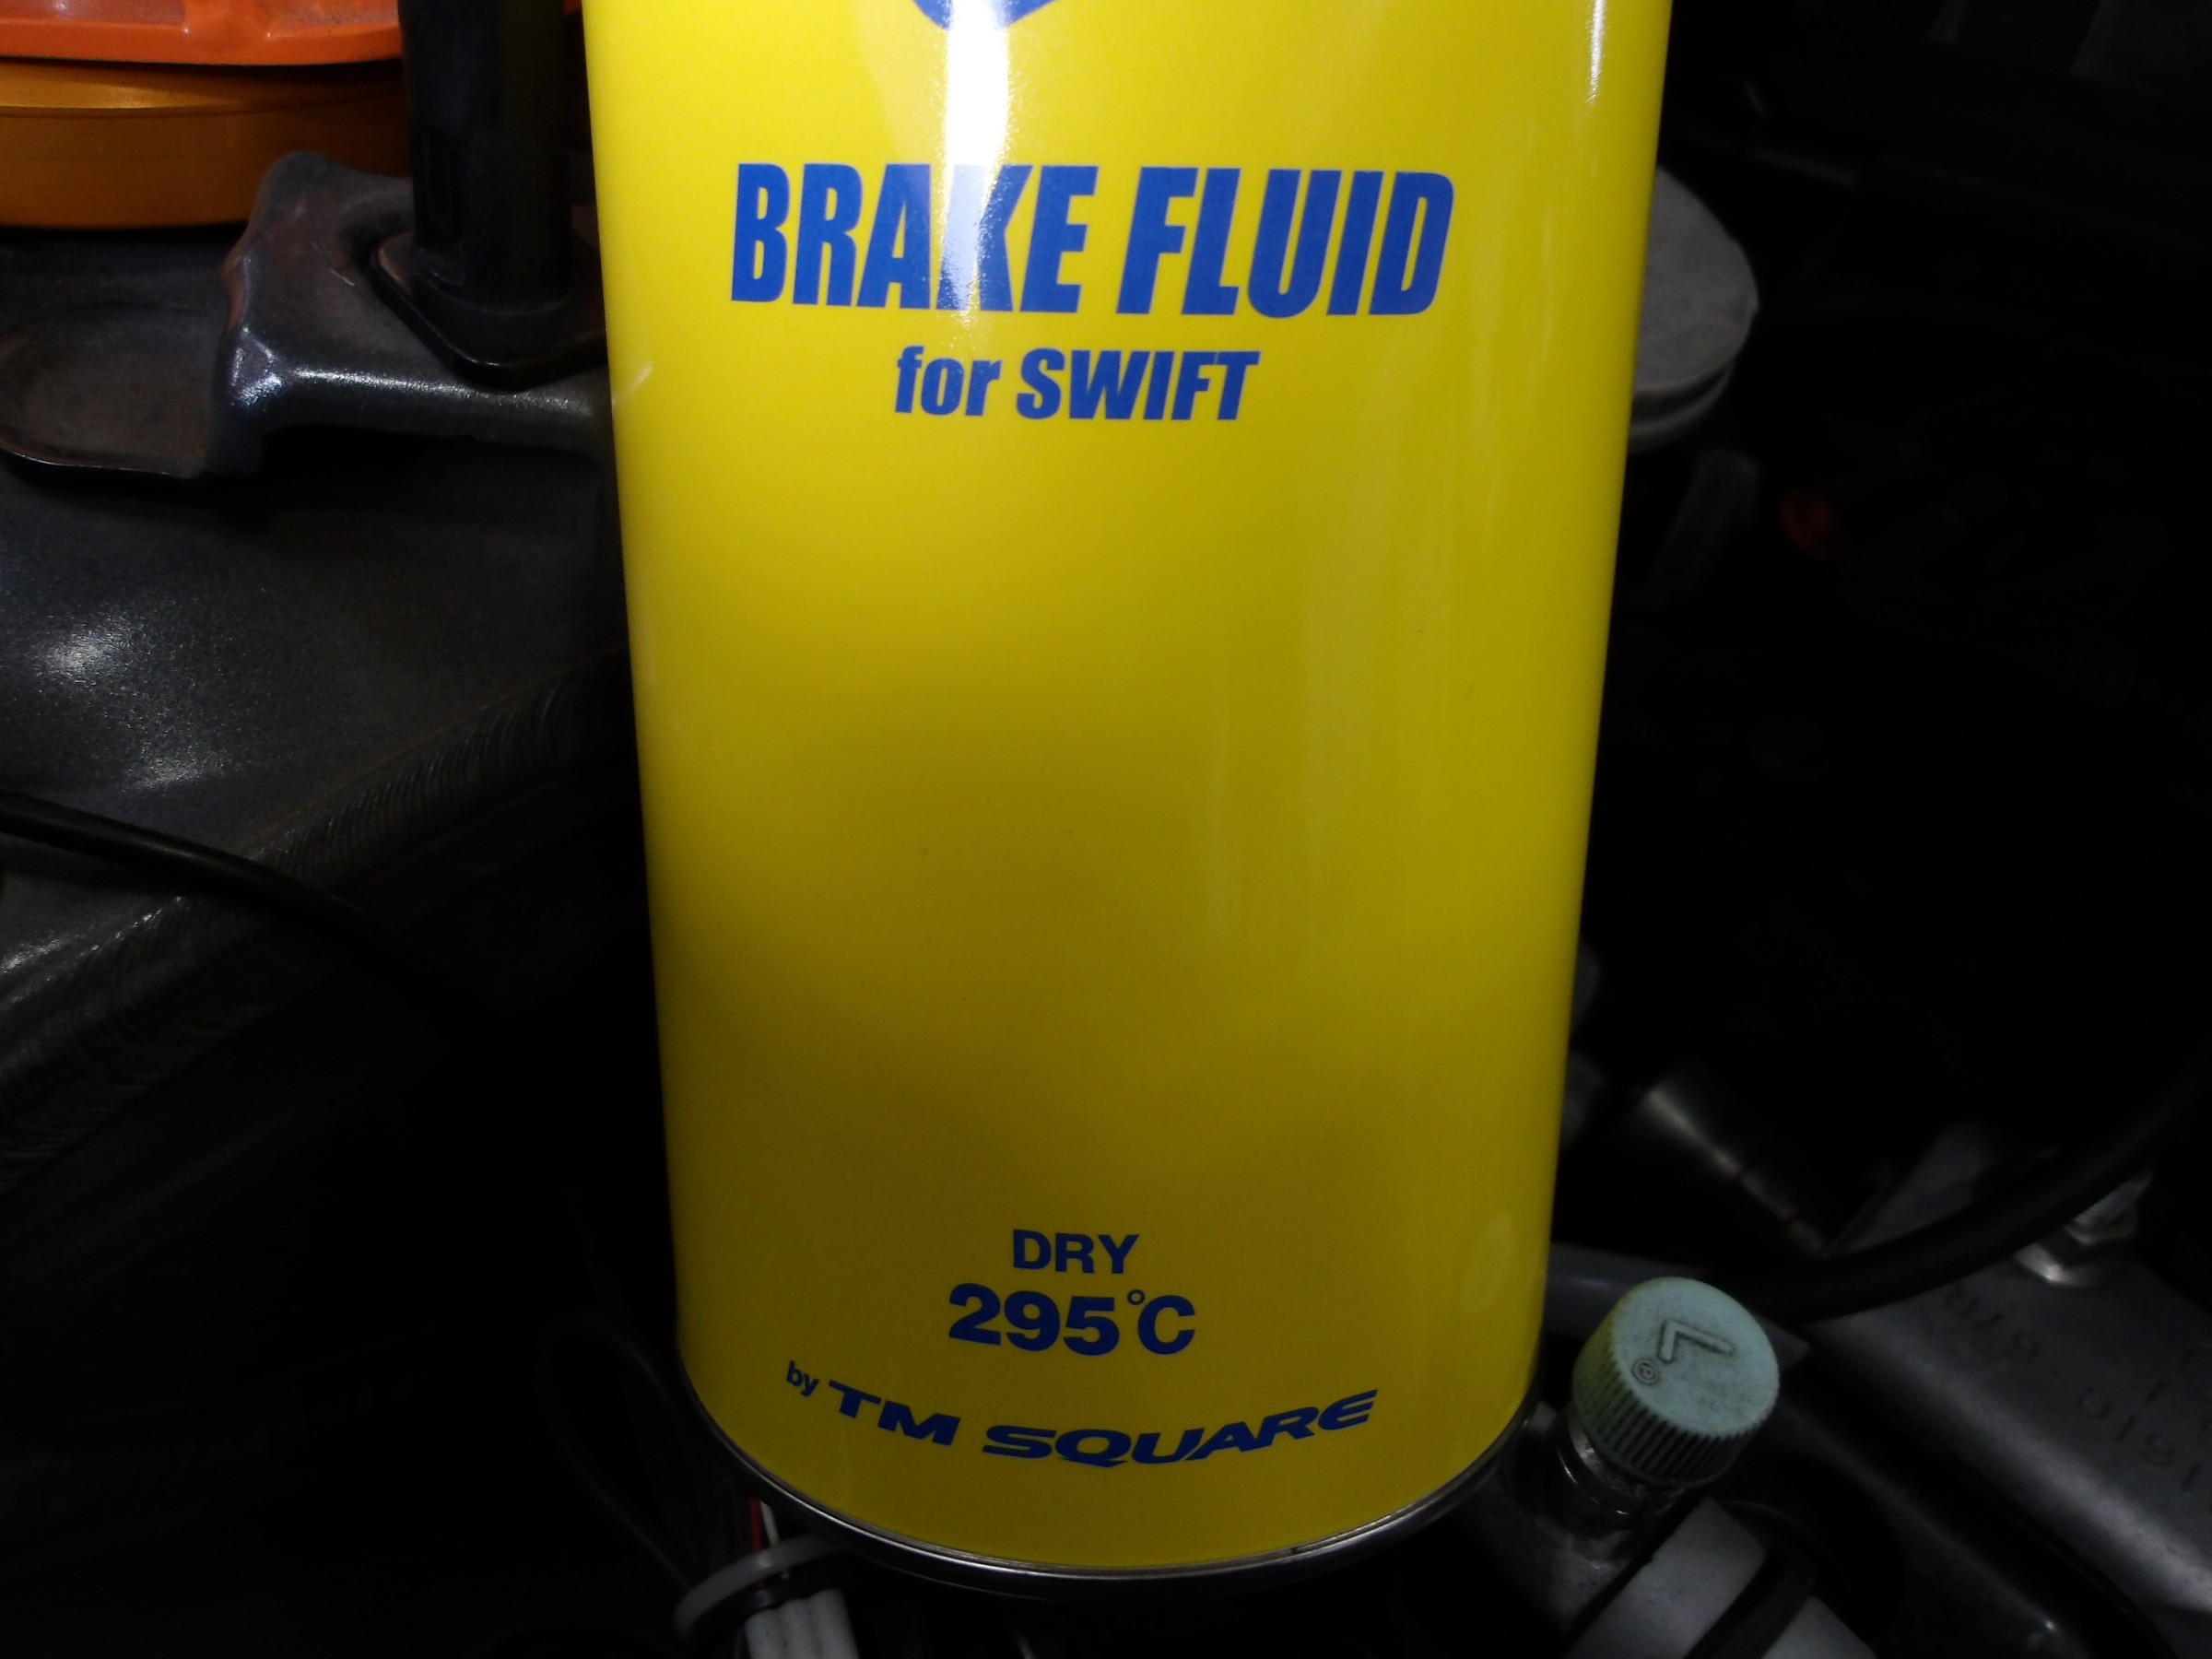 BRAKE FLUID
for SWIFT
DRY
295°C
by TM SQUARE
L